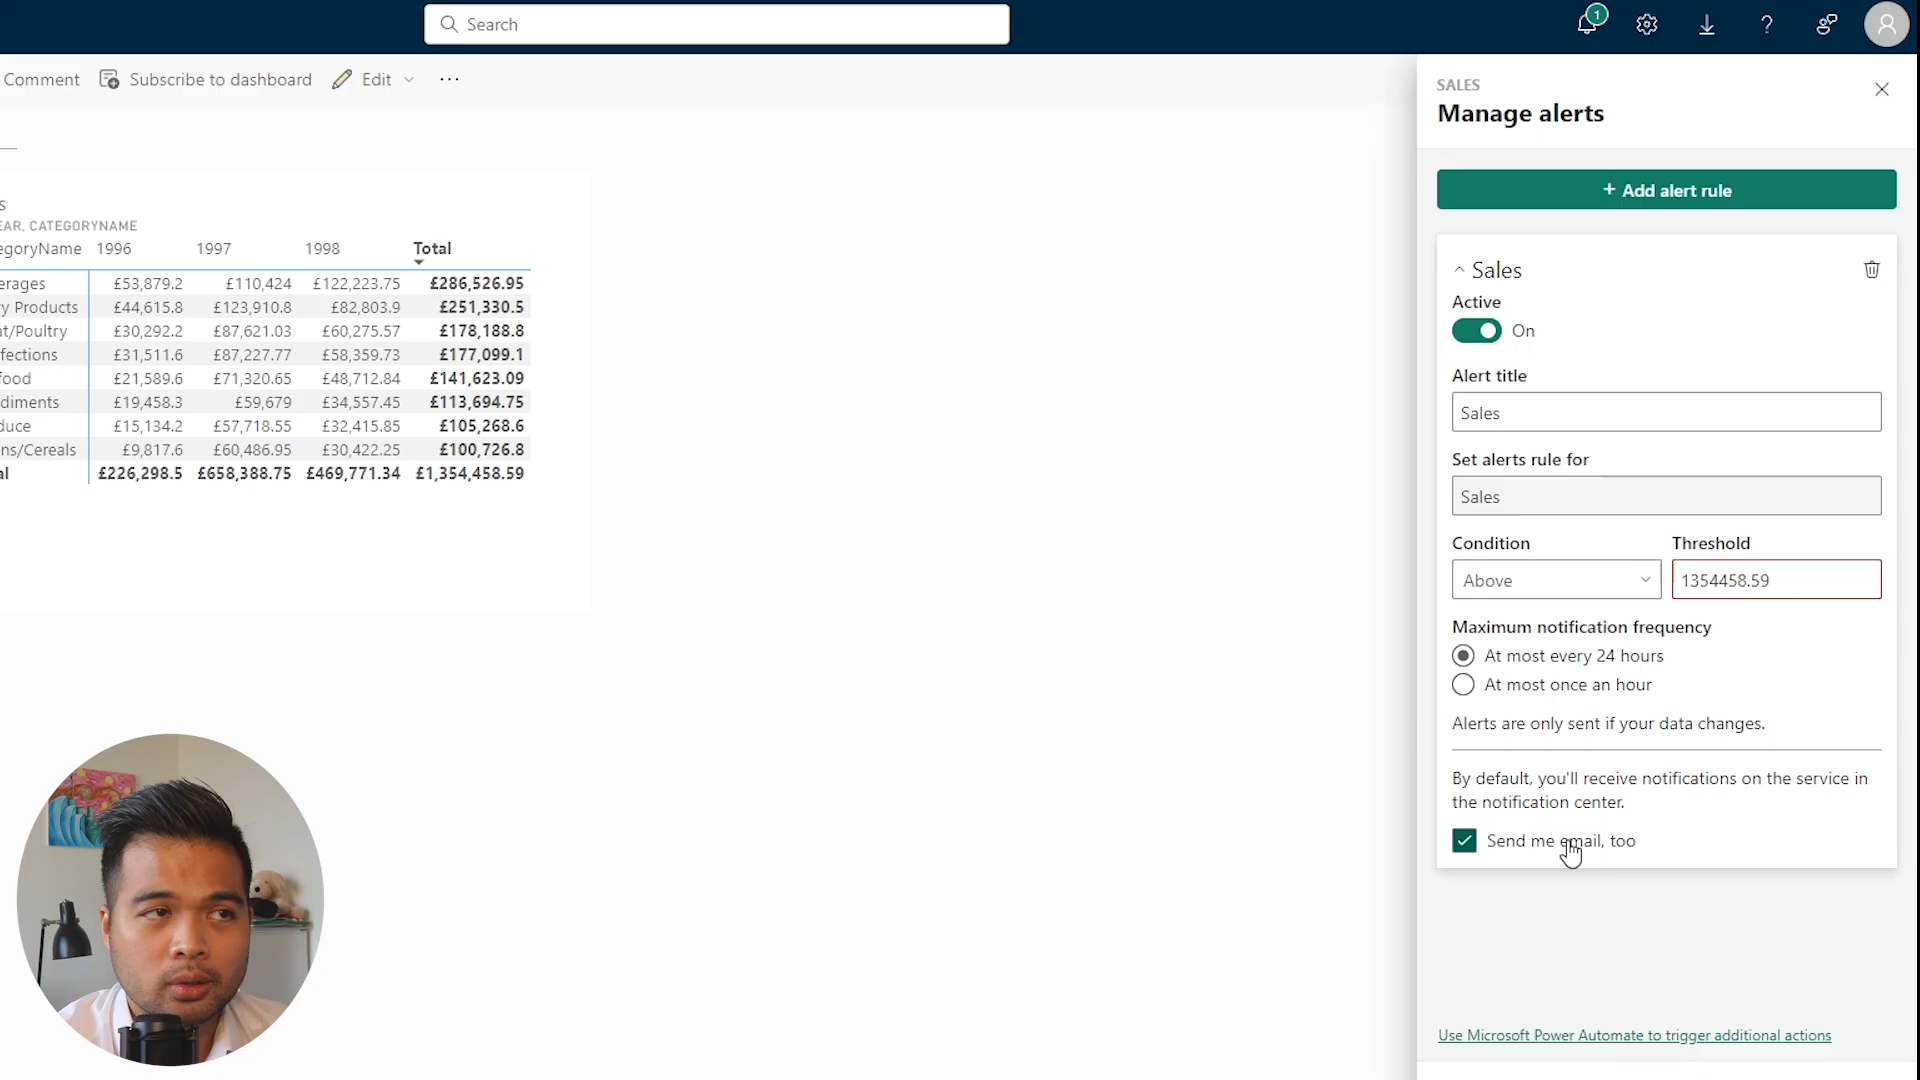 Search
1
Comment
Subscribe to dashboard
Edit
SALES
Manage alerts
+ Add alert rule
S
EAR, CATEGORYNAME
egoryName 1996 1997 1998 Total
erages £53,879.2 £110,424 £122,223.75 £286,526.95
y Products £44,615.8 £123,910.8 £82,803.9 £251,330.5
at/Poultry £30,292.2 £87,621.03 £60,275.57 £178,188.8
fections £31,511.6 £87,227.77 £58,359.73 £177,099.1
food £21,589.6 £71,320.65 £48,712.84 £141,623.09
diments £19,458.3 £59,679 £34,557.45 £113,694.75
duce £15,134.2 £57,718.55 £32,415.85 £105,268.6
ns/Cereals £9,817.6 £60,486.95 £30,422.25 £100,726.8
al £226,298.5 £658,388.75 £469,771.34 £1,354,458.59
Sales
Active
On
Alert title
Sales
Set alerts rule for
Sales
Condition Threshold
Above 1354458.59
Maximum notification frequency
At most every 24 hours
At most once an hour
Alerts are only sent if your data changes.
By default, you'll receive notifications on the service in
the notification center.
Send me email, too
Use Microsoft Power Automate to trigger additional actions